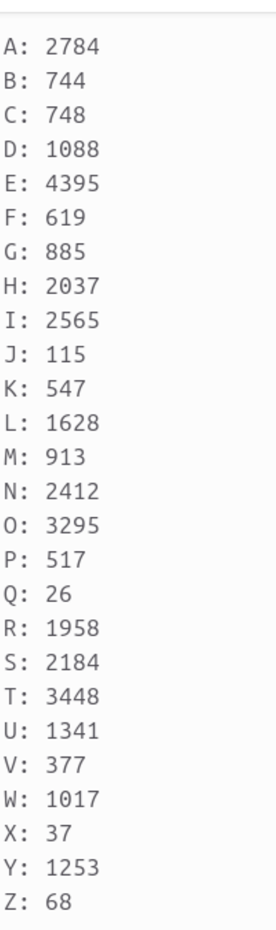 A: 2784
B: 744
C: 748
D: 1088
E: 4395
F: 619
G: 885
H: 2037
I: 2565
J: 115
K: 547
L: 1628
M: 913
N: 2412
O: 3295
P: 517
Q: 26
R: 1958
S: 2184
T: 3448
U: 1341
V: 377
W: 1017
X: 37
Y: 1253
Z: 68